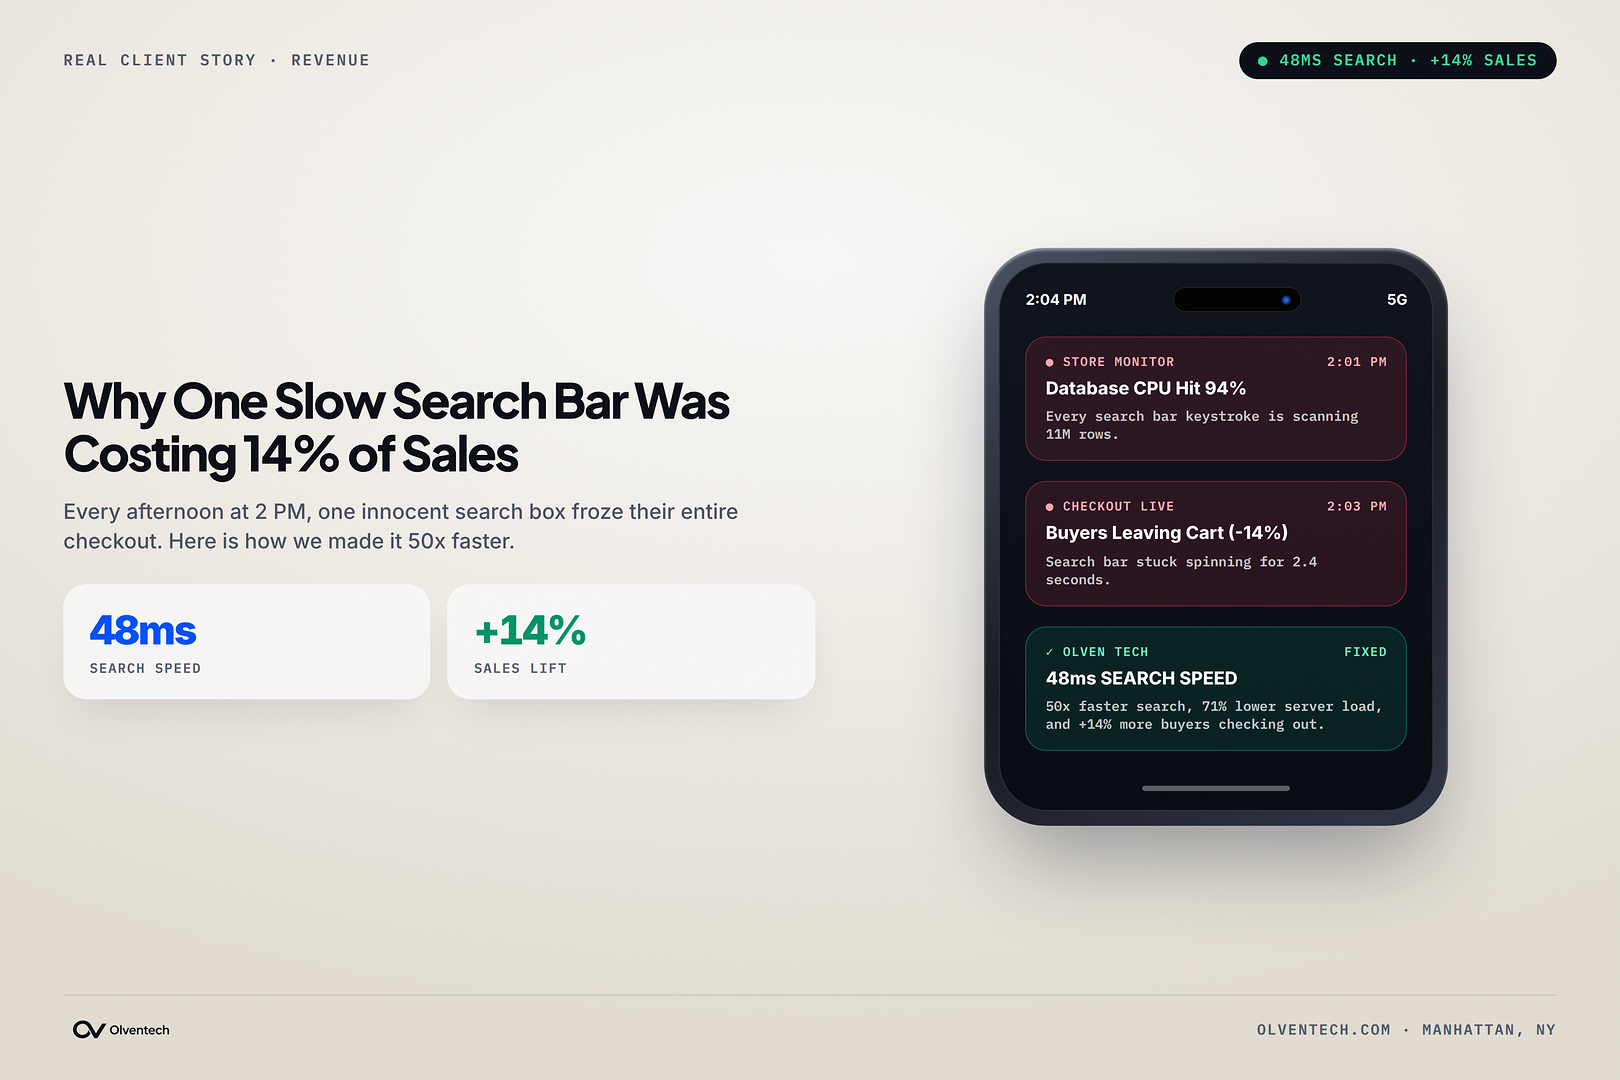 REAL CLIENT STORY · REVENUE
48MS SEARCH · +14% SALES
Why One Slow Search Bar Was
Costing 14% of Sales
Every afternoon at 2 PM, one innocent search box froze their entire
checkout. Here is how we made it 50x faster.
48ms
SEARCH SPEED
+14%
SALES LIFT
2:04 PM
5G
STORE MONITOR
2:01 PM
Database CPU Hit 94%
Every search bar keystroke is scanning
11M rows.
CHECKOUT LIVE
2:03 PM
Buyers Leaving Cart (-14%)
Search bar stuck spinning for 2.4
seconds.
✓ OLVEN TECH
FIXED
48ms SEARCH SPEED
50x faster search, 71% lower server load,
and +14% more buyers checking out.
Olventech
OLVENTECH.COM · MANHATTAN, NY